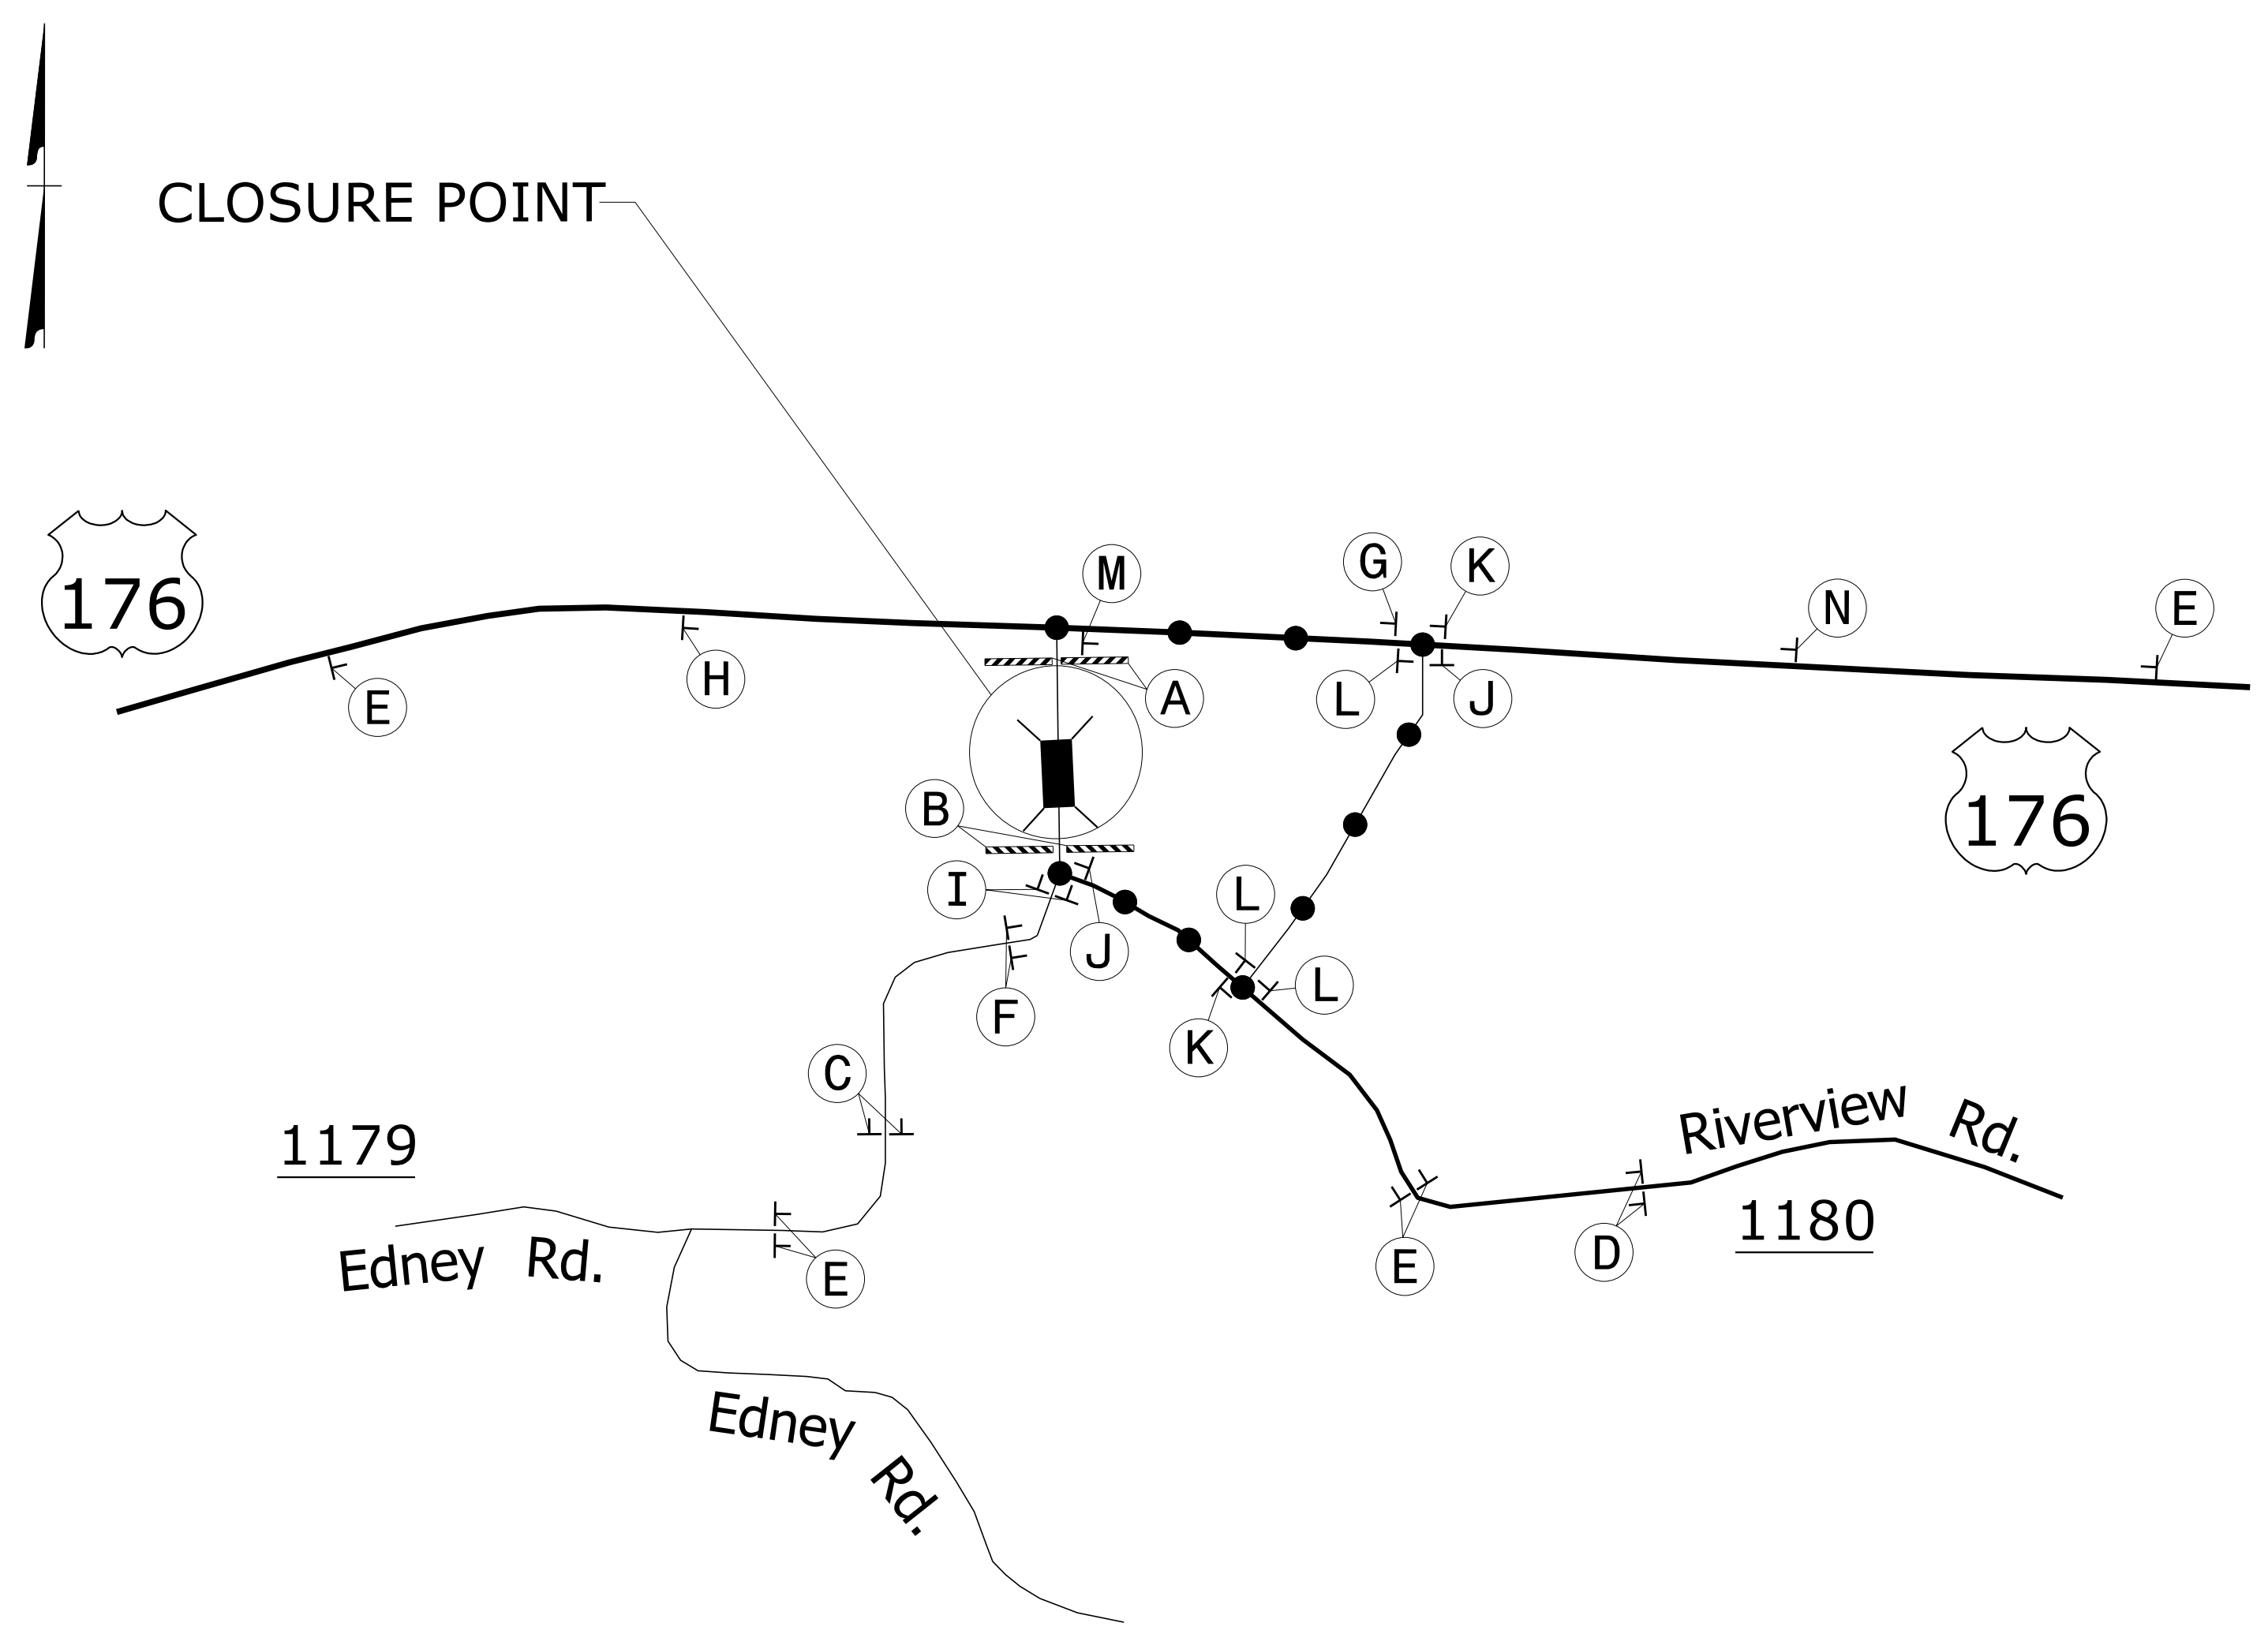 CLOSURE POINT
176
M
G
K
N
E
E
H
A
L
J
176
B
I
J
L
L
F
K
C
1179
Edney Rd.
E
E
D
Riverview Rd.
1180
Edney Rd.